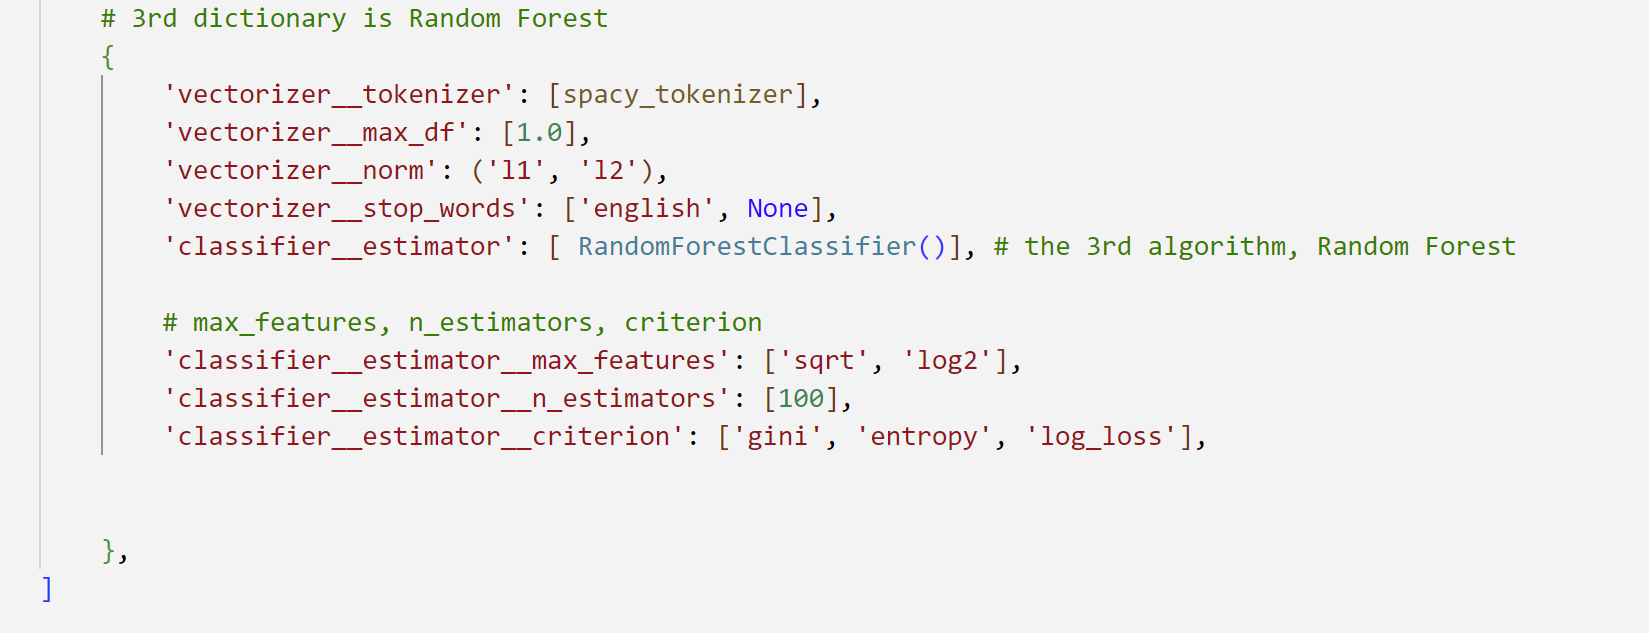 # 3rd dictionary is Random Forest
{
'vectorizer__tokenizer': [spacy_tokenizer],
'vectorizer__max_df': [1.0],
'vectorizer__norm': ('l1', 'l2'),
'vectorizer__stop_words': ['english', None],
'classifier__estimator': [ RandomForestClassifier()], # the 3rd algorithm, Random Forest
# max_features, n_estimators, criterion
'classifier__estimator__max_features': ['sqrt', 'log2'],
'classifier__estimator__n_estimators': [100],
'classifier__estimator__criterion': ['gini', 'entropy', 'log_loss'],
},
]